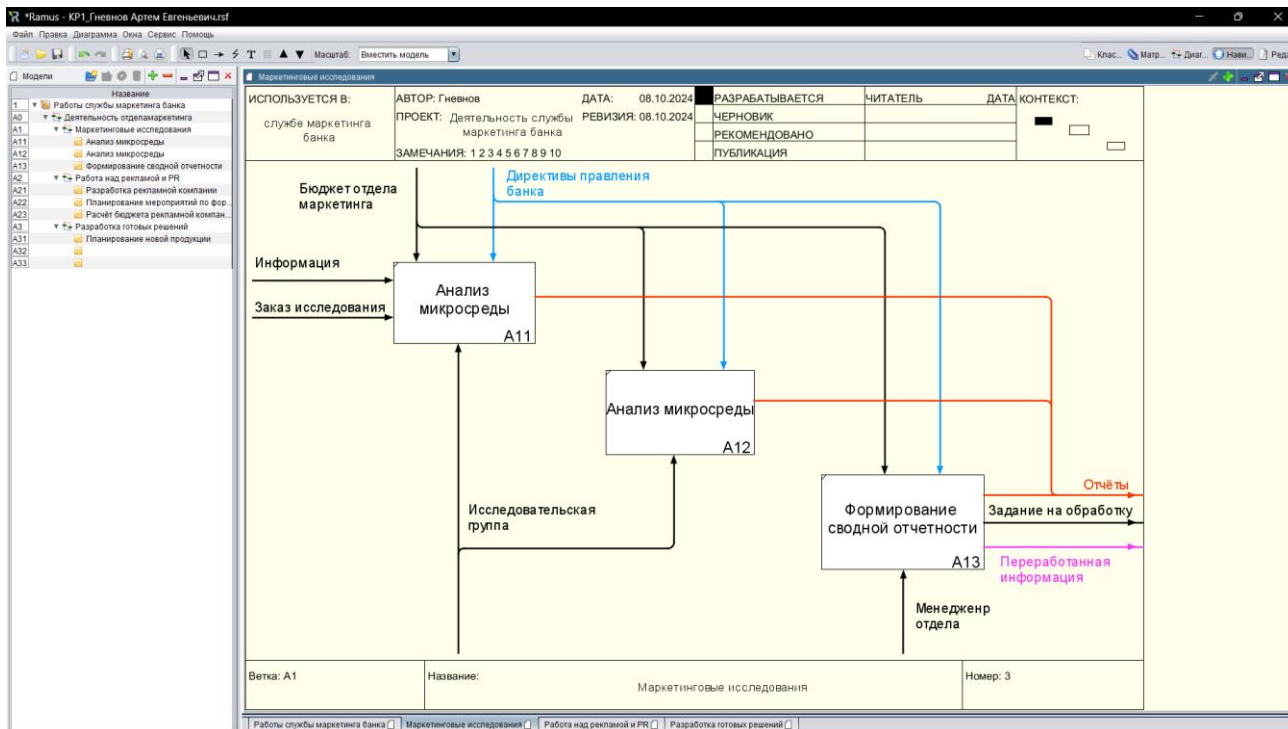 *Ramus - KP1_Гневнов Артем Евгеньевич.rsf
Файл Правка Диаграмма Окна Сервис Помощь
Масштаб: Вместить модель
Клас... Матр... Диаг... Нави... Реда
Модели
Название
1 Работы службы маркетинга банка
A0 Деятельность отделамаркетинга
A1 Маркетинговые исследования
A11 Анализ микросреды
A12 Анализ микросреды
A13 Формирование сводной отчетности
A2 Работа над рекламой и PR
A21 Разработка рекламной компании
A22 Планирование мероприятий по фор...
A23 Расчёт бюджета рекламной компан...
A3 Разработка готовых решений
A31 Планирование новой продукции
A32
A33
Маркетинговые исследования
ИСПОЛЬЗУЕТСЯ В:
службе маркетинга
банка
АВТОР: Гневнов
ДАТА: 08.10.2024
ПРОЕКТ: Деятельность службы
маркетинга банка
РЕВИЗИЯ: 08.10.2024
ЗАМЕЧАНИЯ: 1 2 3 4 5 6 7 8 9 10
РАЗРАБАТЫВАЕТСЯ
ЧЕРНОВИК
РЕКОМЕНДОВАНО
ПУБЛИКАЦИЯ
ЧИТАТЕЛЬ
ДАТА
КОНТЕКСТ:
Бюджет отдела
маркетинга
Директивы правления
банка
Информация
Заказ исследования
Анализ
микросреды
A11
Анализ микросреды
A12
Исследовательская
группа
Формирование
сводной отчетности
A13
Отчёты
Задание на обработку
Переработанная
информация
Менедженр
отдела
Ветка: A1
Название:
Маркетинговые исследования
Номер: 3
Работы службы маркетинга банка
Маркетинговые исследования
Работа над рекламой и PR
Разработка готовых решений